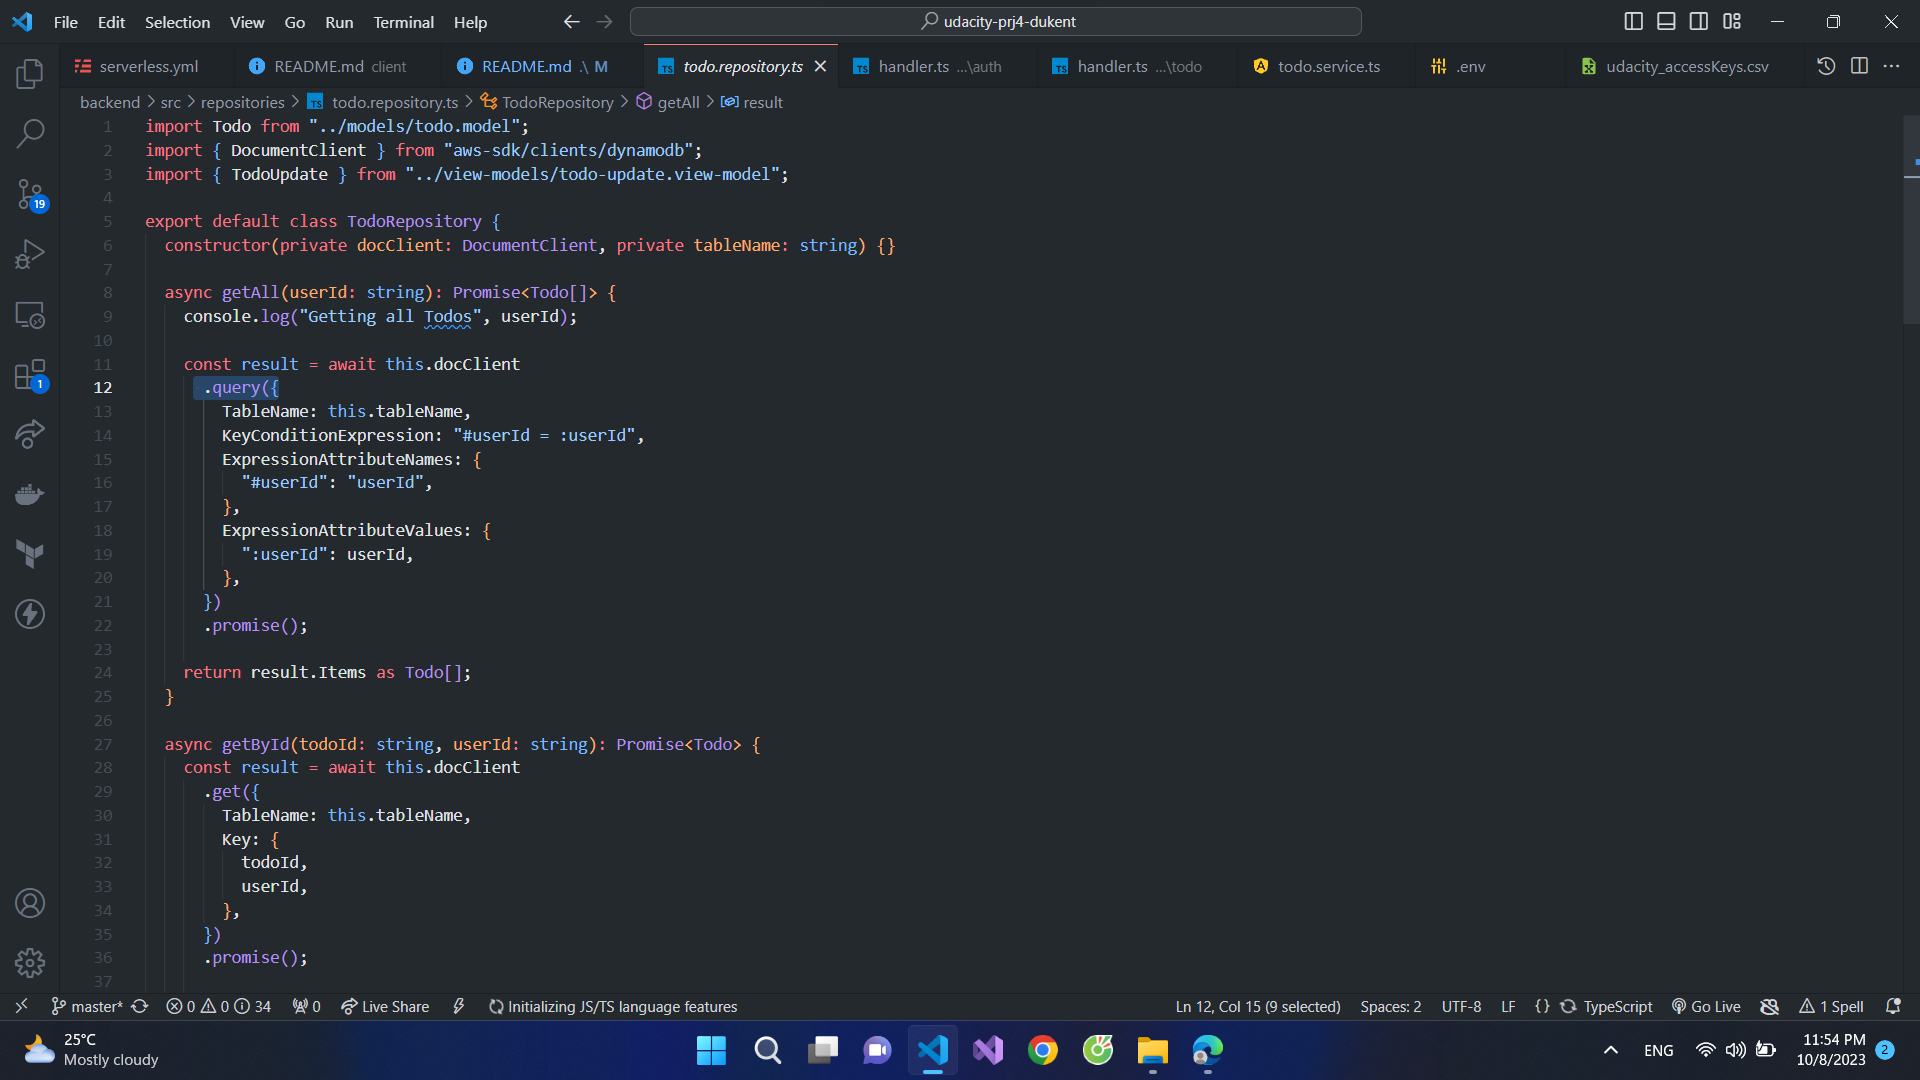 File Edit Selection View Go Run Terminal Help udacity-prj4-dukent
serverless.yml README.md client README.md .\ M todo.repository.ts handler.ts ...\auth handler.ts ...\todo todo.service.ts .env udacity_accessKeys.csv
backend > src > repositories > todo.repository.ts > TodoRepository > getAll > result
1 import Todo from "../models/todo.model";
2 import { DocumentClient } from "aws-sdk/clients/dynamodb";
3 import { TodoUpdate } from "../view-models/todo-update.view-model";
4
5 export default class TodoRepository {
6 constructor(private docClient: DocumentClient, private tableName: string) {}
7
8 async getAll(userId: string): Promise<Todo[]> {
9 console.log("Getting all Todos", userId);
10
11 const result = await this.docClient
12 .query({
13 TableName: this.tableName,
14 KeyConditionExpression: "#userId = :userId",
15 ExpressionAttributeNames: {
16 "#userId": "userId",
17 },
18 ExpressionAttributeValues: {
19 ":userId": userId,
20 },
21 })
22 .promise();
23
24 return result.Items as Todo[];
25 }
26
27 async getById(todoId: string, userId: string): Promise<Todo> {
28 const result = await this.docClient
29 .get({
30 TableName: this.tableName,
31 Key: {
32 todoId,
33 userId,
34 },
35 })
36 .promise();
37
19
1
master* 0 0 34 0 Live Share Initializing JS/TS language features Ln 12, Col 15 (9 selected) Spaces: 2 UTF-8 LF {} TypeScript Go Live 1 Spell
25°C
Mostly cloudy
ENG
11:54 PM
10/8/2023
2